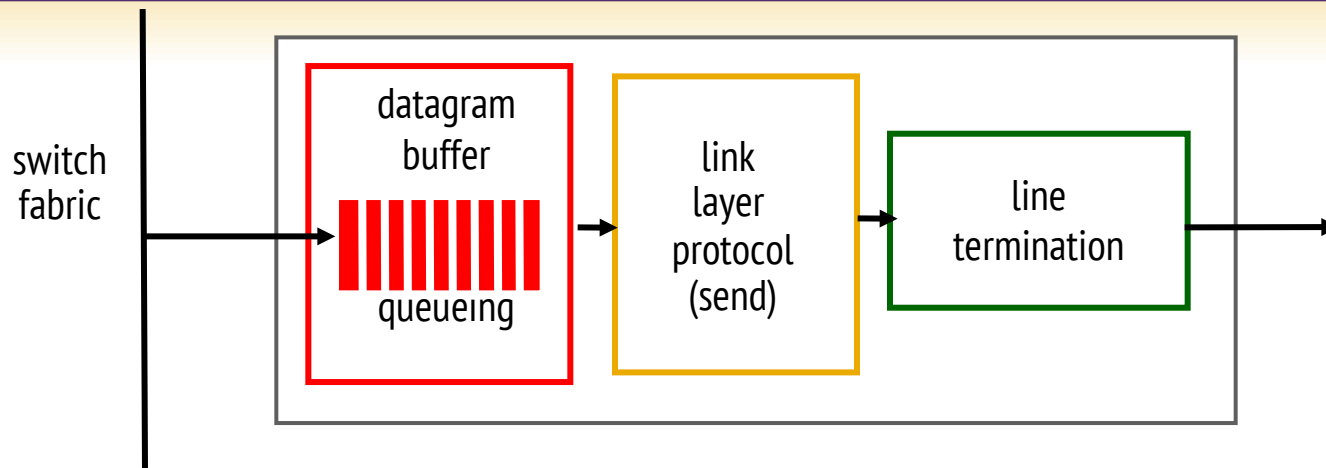 switch
fabric
datagram
buffer
queueing
link
layer
protocol
(send)
line
termination